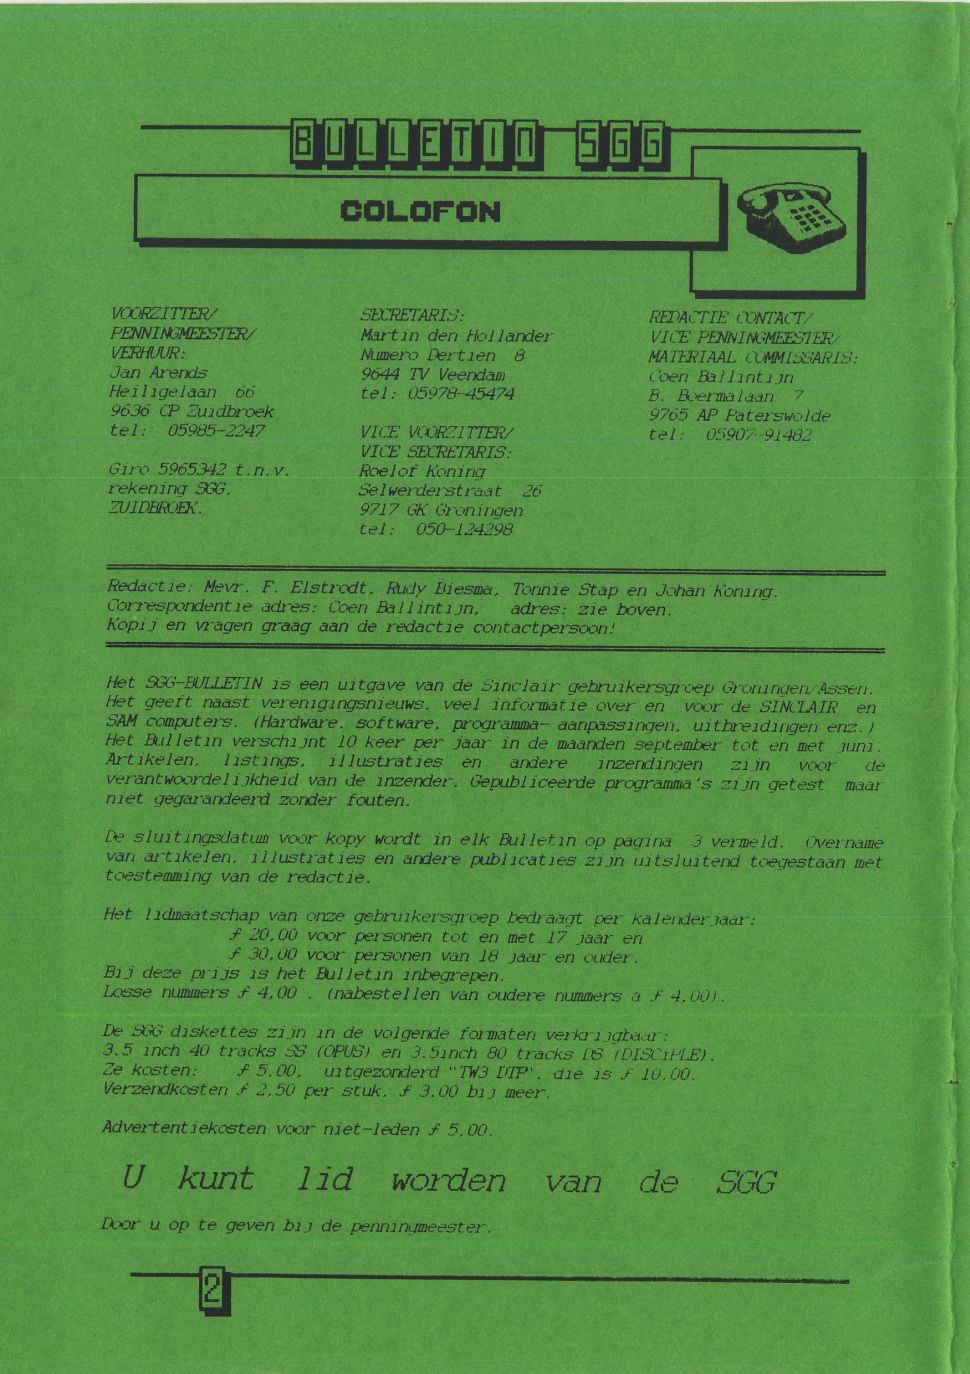 BULLETIN SGG
COLOFON
VOORZITTER/
PENNINGMEESTER/
VERHUUR:
Jan Arends
Heiligelaan 66
9636 CP Zuidbroek
tel: 05985-2247
Giro 5965342 t.n.v.
rekening SGG,
ZUIDBROEK.
SECRETARIS:
Martin den Hollander
Numero Dertien 8
9644 TV Veendam
tel: 05978-45474
VICE VOORZITTER/
VICE SECRETARIS:
Roelof Koning
Selwerderstraat 26
9717 GK Groningen
tel: 050-124298
REDACTIE CONTACT/
VICE PENNINGMEESTER/
MATERIAAL COMMISSARIS:
Coen Ballintijn
B. Boermalaan 7
9765 AP Paterswolde
tel: 05907-91482
Redactie: Mevr. F. Elstrodt, Rudy Biesma, Tonnie Stap en Johan Koning.
Correspondentie adres: Coen Ballintijn, adres: zie boven.
Kopij en vragen graag aan de redactie contactpersoon!
Het SGG-BULLETIN is een uitgave van de Sinclair gebruikersgroep Groningen/Assen.
Het geeft naast verenigingsnieuws, veel informatie over en voor de SINCLAIR en
SAM computers. (Hardware, software, programma- aanpassingen, uitbreidingen enz.)
Het Bulletin verschijnt 10 keer per jaar in de maanden september tot en met juni.
Artikelen, listings, illustraties en andere inzendingen zijn voor de
verantwoordelijkheid van de inzender. Gepubliceerde programma's zijn getest maar
niet gegarandeerd zonder fouten.
De sluitingsdatum voor kopy wordt in elk Bulletin op pagina 3 vermeld. Overname
van artikelen, illustraties en andere publicaties zijn uitsluitend toegestaan met
toestemming van de redactie.
Het lidmaatschap van onze gebruikersgroep bedraagt per kalenderjaar:
ƒ 20,00 voor personen tot en met 17 jaar en
ƒ 30,00 voor personen van 18 jaar en ouder.
Bij deze prijs is het Bulletin inbegrepen.
Losse nummers ƒ 4,00 . (nabestellen van oudere nummers a ƒ 4,00).
De SGG diskettes zijn in de volgende formaten verkrijgbaar:
3.5 inch 40 tracks SS (OPUS) en 3.5inch 80 tracks DS (DISCiPLE).
Ze kosten: ƒ 5,00, uitgezonderd "TW3 DTP", die is ƒ 10,00.
Verzendkosten ƒ 2,50 per stuk, ƒ 3,00 bij meer.
Advertentiekosten voor niet-leden ƒ 5,00.
U kunt lid worden van de SGG
Door u op te geven bij de penningmeester.
2